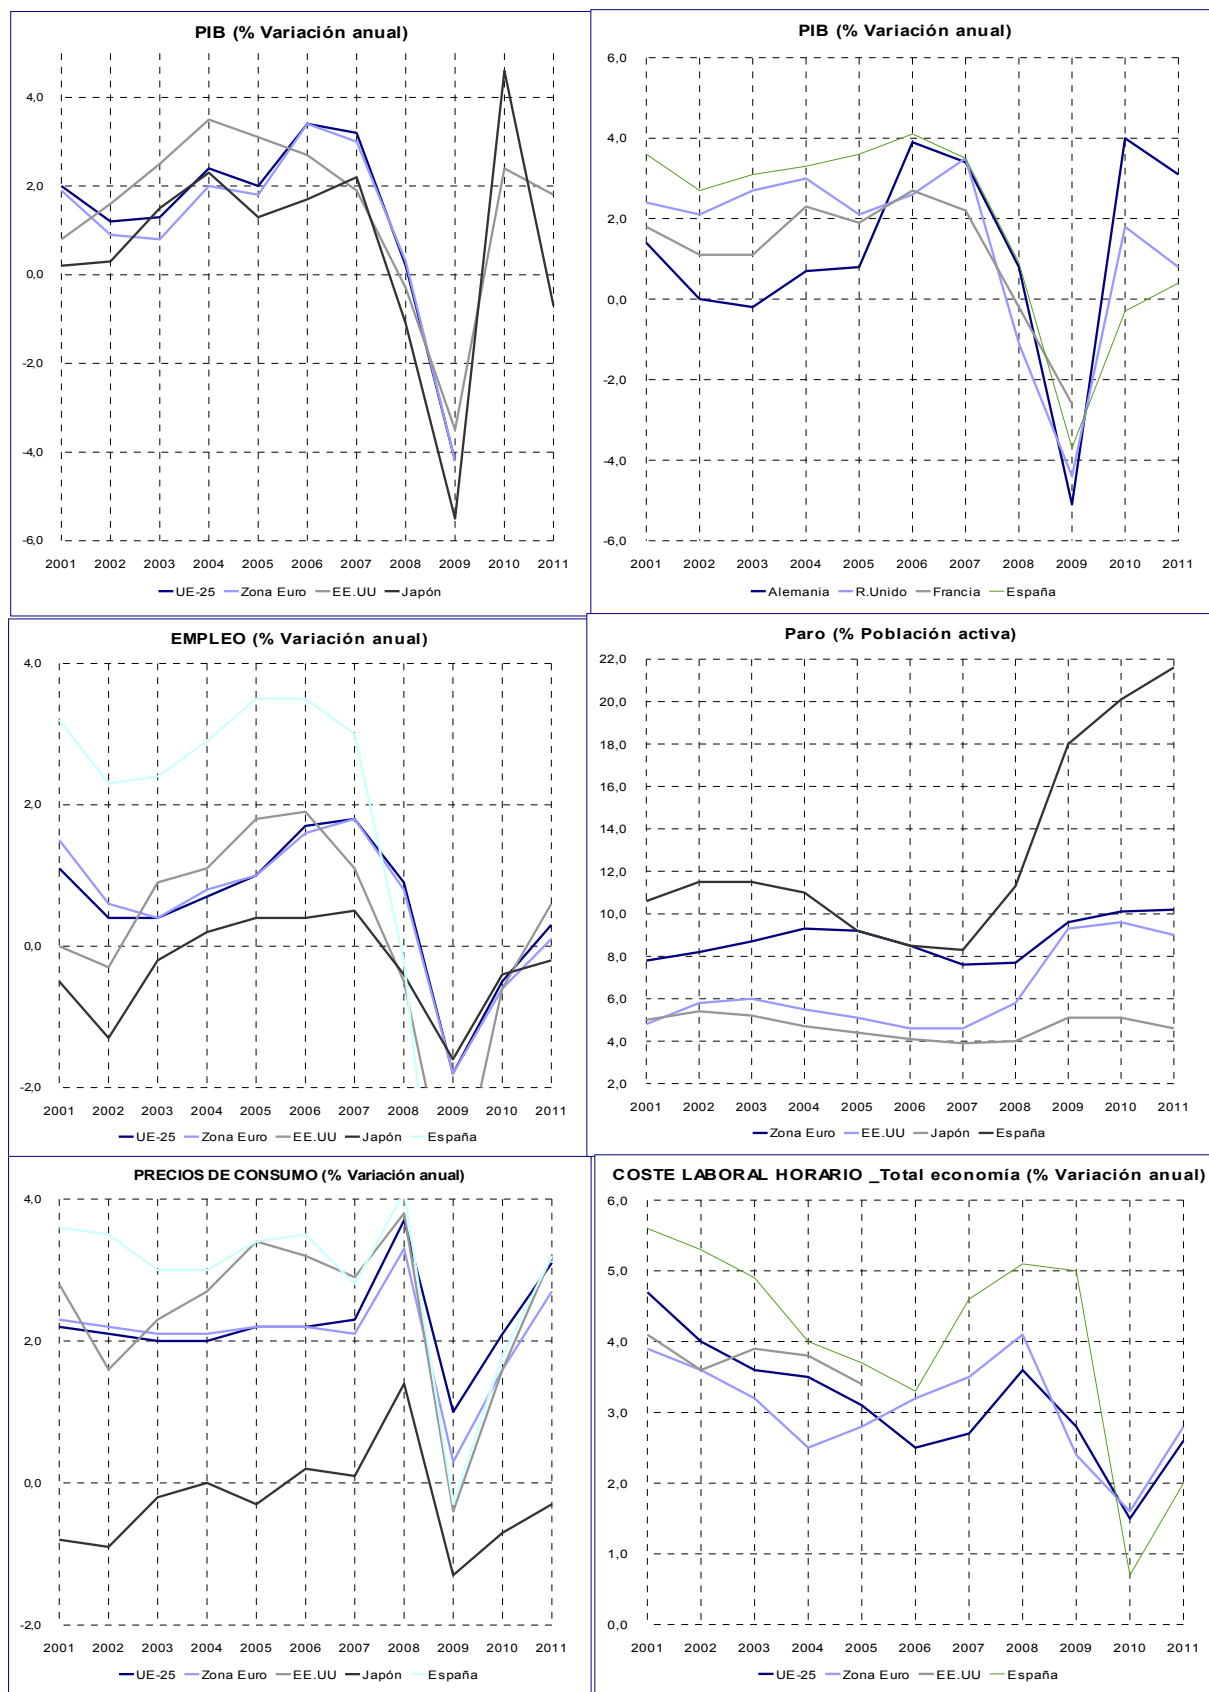 PIB (% Variación anual)
4,0
2,0
0,0
-2,0
-4,0
-6,0
2001 2002 2003 2004 2005 2006 2007 2008 2009 2010 2011
UE-25 Zona Euro EE.UU Japón
PIB (% Variación anual)
6,0
4,0
2,0
0,0
-2,0
-4,0
-6,0
2001 2002 2003 2004 2005 2006 2007 2008 2009 2010 2011
Alemania R.Unido Francia España
EMPLEO (% Variación anual)
4,0
2,0
0,0
-2,0
2001 2002 2003 2004 2005 2006 2007 2008 2009 2010 2011
UE-25 Zona Euro EE.UU Japón España
Paro (% Población activa)
22,0
20,0
18,0
16,0
14,0
12,0
10,0
8,0
6,0
4,0
2,0
2001 2002 2003 2004 2005 2006 2007 2008 2009 2010 2011
Zona Euro EE.UU Japón España
PRECIOS DE CONSUMO (% Variación anual)
4,0
2,0
0,0
-2,0
2001 2002 2003 2004 2005 2006 2007 2008 2009 2010 2011
UE-25 Zona Euro EE.UU Japón España
COSTE LABORAL HORARIO _Total economía (% Variación anual)
6,0
5,0
4,0
3,0
2,0
1,0
0,0
2001 2002 2003 2004 2005 2006 2007 2008 2009 2010 2011
UE-25 Zona Euro EE.UU España